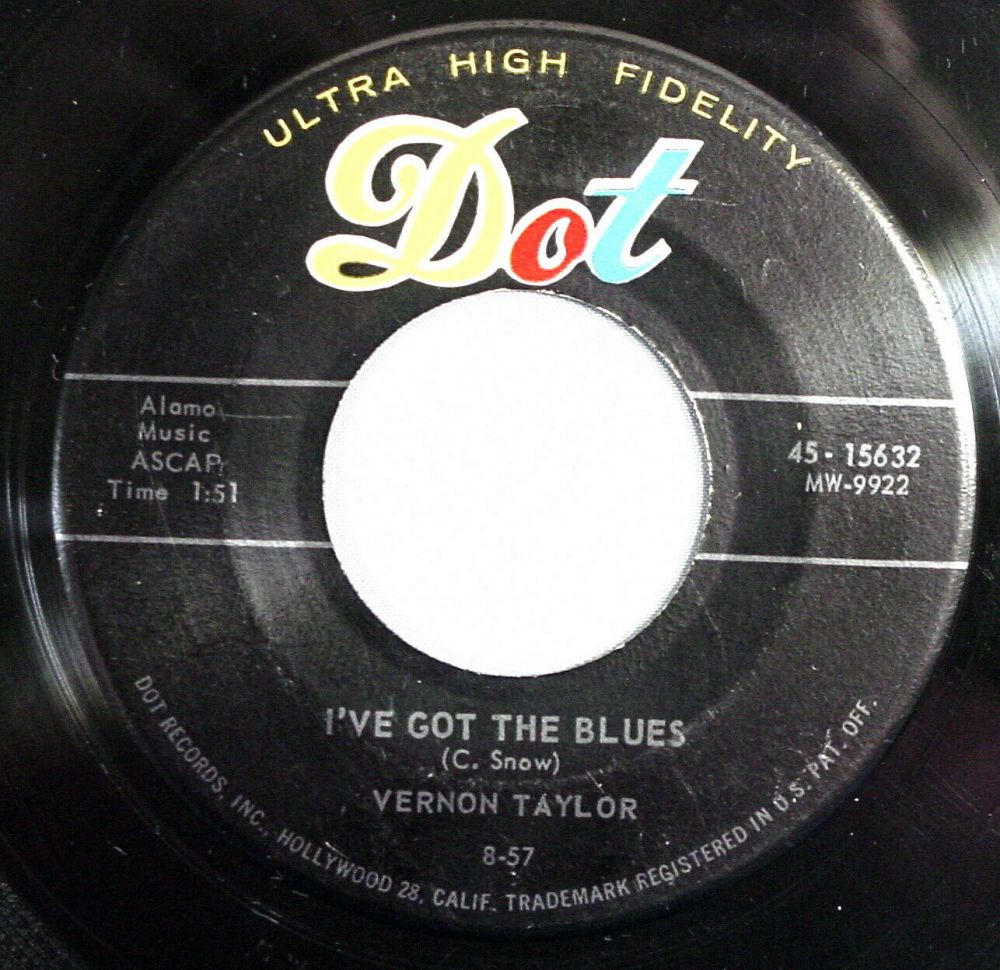 ULTRA HIGH FIDELITY
Dot
Alamo
Music
ASCAP
Time 1:51
45-15632
MW-9922
I'VE GOT THE BLUES
(C. Snow)
VERNON TAYLOR
8-57
DOT RECORDS, INC., HOLLYWOOD 28, CALIF. TRADEMARK REGISTERED IN U.S. PAT. OFF.